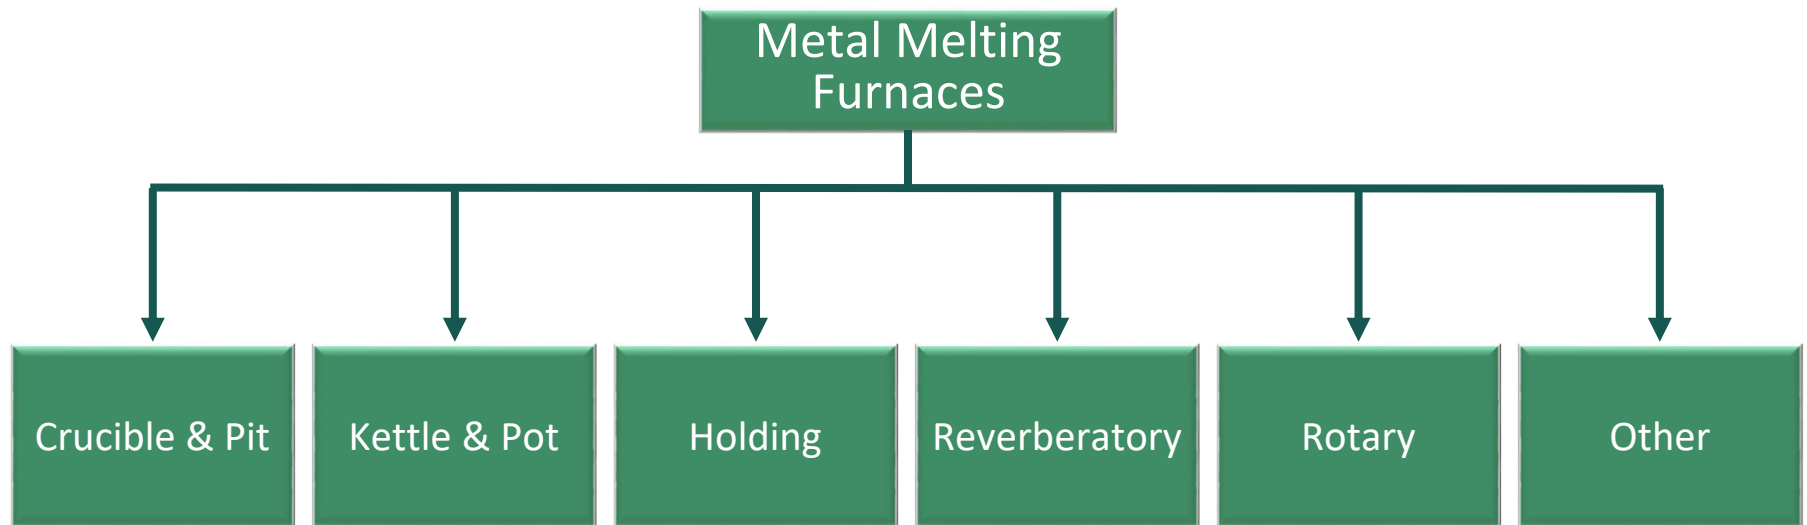 Metal Melting
Furnaces
Crucible & Pit
Kettle & Pot
Holding
Reverberatory
Rotary
Other